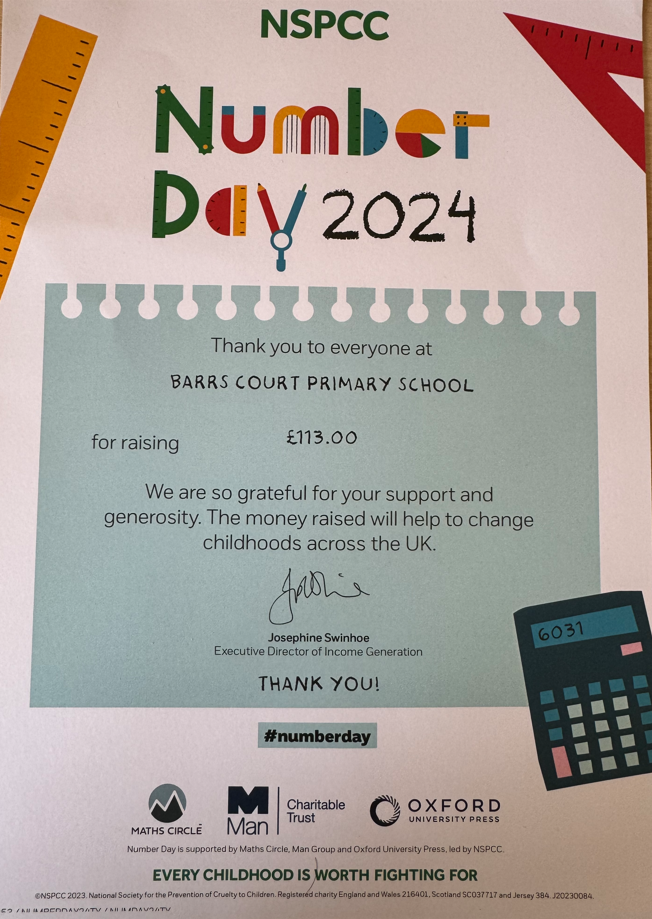 NSPCC
Number
Day 2024
Thank you to everyone at
BARRS COURT PRIMARY SCHOOL
for raising £113.00
We are so grateful for your support and
generosity. The money raised will help to change
childhoods across the UK.
Josephine Swinhoe
Executive Director of Income Generation
THANK YOU!
6031
#numberday
MATHS CIRCLE™
Man
Charitable
Trust
OXFORD
UNIVERSITY PRESS
Number Day is supported by Maths Circle, Man Group and Oxford University Press, led by NSPCC.
EVERY CHILDHOOD IS WORTH FIGHTING FOR
©NSPCC 2023. National Society for the Prevention of Cruelty to Children. Registered charity England and Wales 216401, Scotland SC037717 and Jersey 384. J20230084.